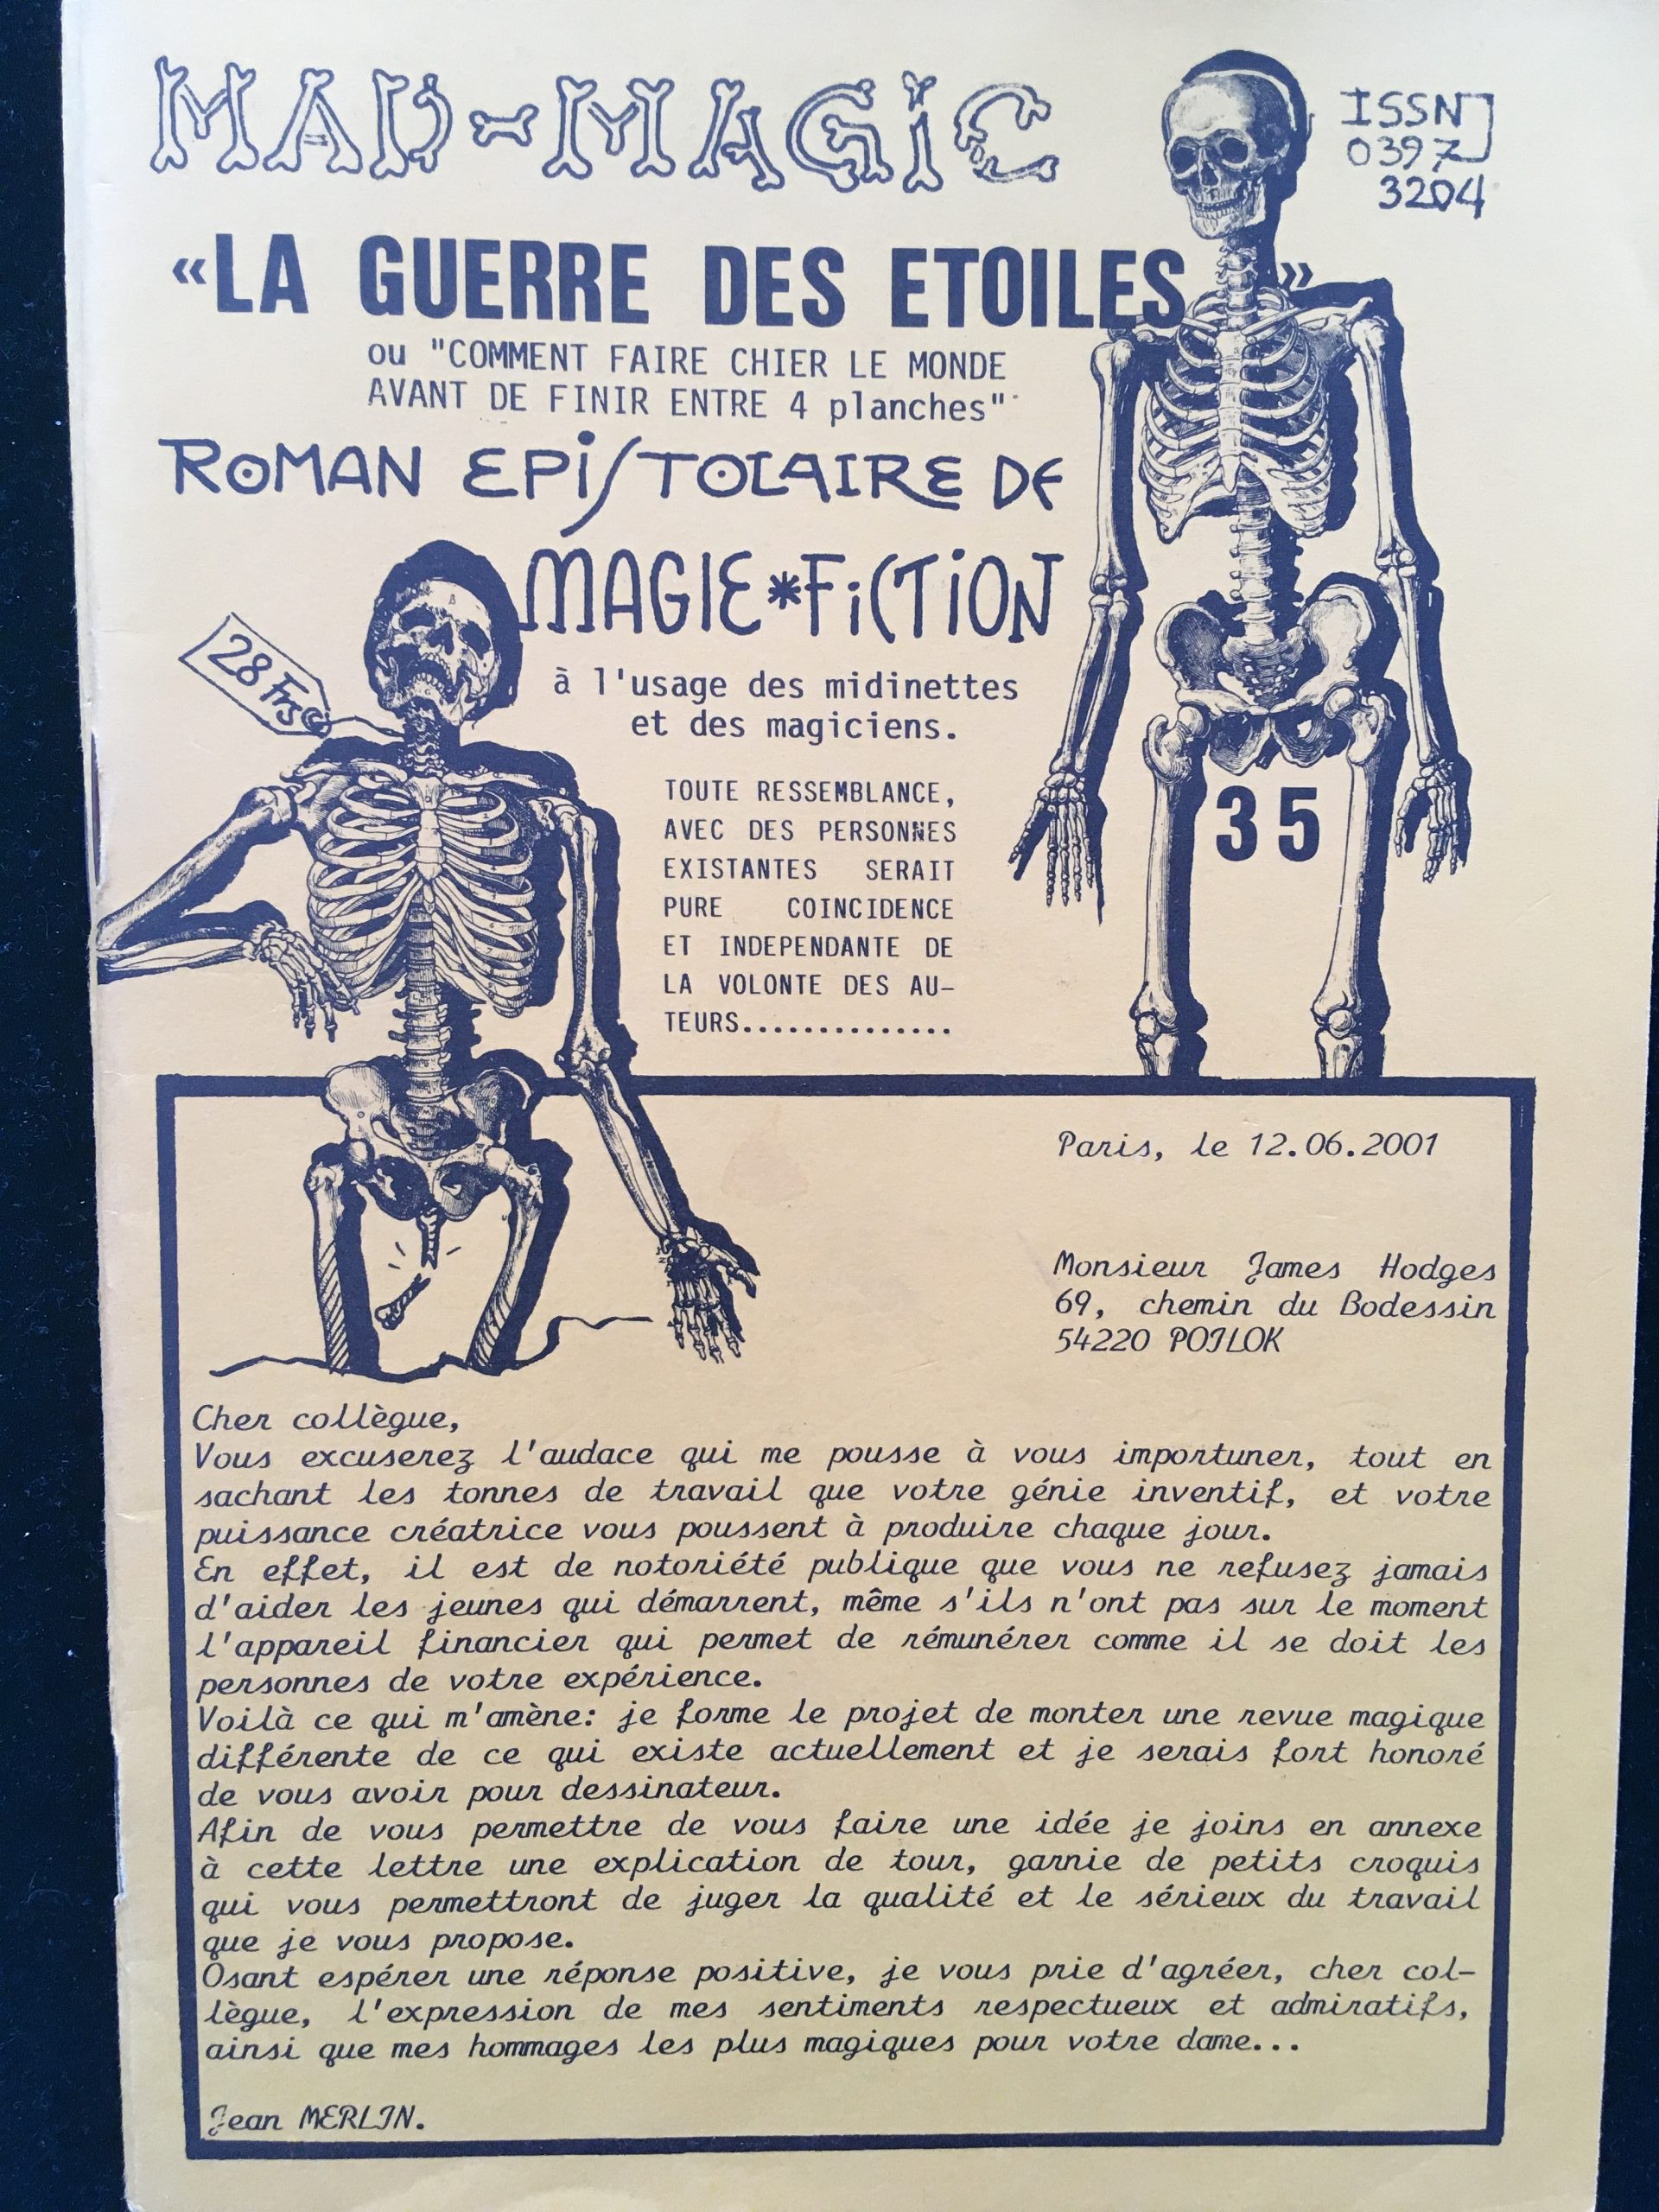 MAD-MAGiC
ISSN
0397
3204
«LA GUERRE DES ETOILES»
ou "COMMENT FAIRE CHIER LE MONDE
AVANT DE FINIR ENTRE 4 planches"
ROMAN EPiSTOLAIRE DE
MAGIE*FiCTiON
28 Frs
à l'usage des midinettes
et des magiciens.
TOUTE RESSEMBLANCE,
AVEC DES PERSONNES
EXISTANTES SERAIT
PURE COINCIDENCE
ET INDEPENDANTE DE
LA VOLONTE DES AU-
TEURS..............
35
Paris, le 12.06.2001
Monsieur James Hodges
69, chemin du Bodessin
54220 POILOK
Cher collègue,
Vous excuserez l'audace qui me pousse à vous importuner, tout en
sachant les tonnes de travail que votre génie inventif, et votre
puissance créatrice vous poussent à produire chaque jour.
En effet, il est de notoriété publique que vous ne refusez jamais
d'aider les jeunes qui démarrent, même s'ils n'ont pas sur le moment
l'appareil financier qui permet de rémunérer comme il se doit les
personnes de votre expérience.
Voilà ce qui m'amène: je forme le projet de monter une revue magique
différente de ce qui existe actuellement et je serais fort honoré
de vous avoir pour dessinateur.
Afin de vous permettre de vous faire une idée je joins en annexe
à cette lettre une explication de tour, garnie de petits croquis
qui vous permettront de juger la qualité et le sérieux du travail
que je vous propose.
Osant espérer une réponse positive, je vous prie d'agréer, cher col-
lègue, l'expression de mes sentiments respectueux et admiratifs,
ainsi que mes hommages les plus magiques pour votre dame...
Jean MERLIN.